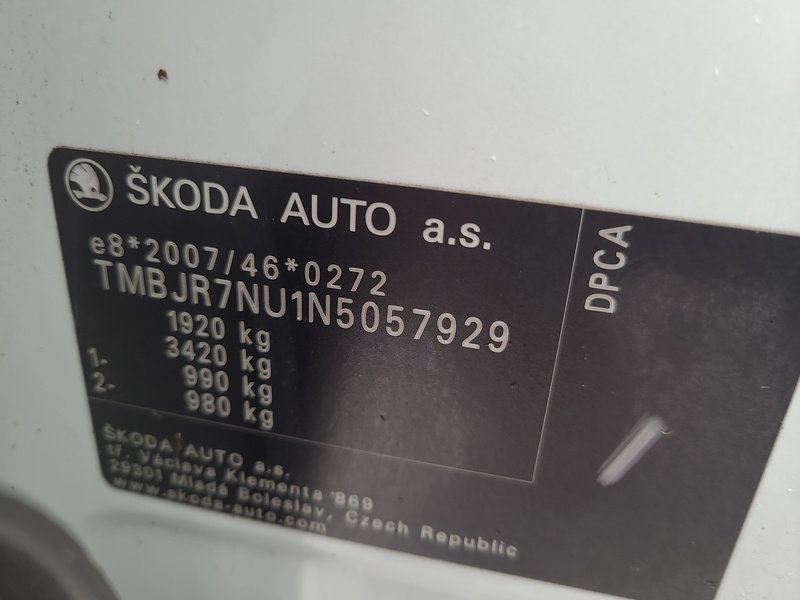 ŠKODA AUTO a.s.
e8*2007/46*0272
TMBJR7NU1N5057929
1920 kg
3420 kg
1- 990 kg
2- 980 kg
DPCA
ŠKODA AUTO a.s.
tř. Václava Klementa 869
29301 Mladá Boleslav, Czech Republic
www.skoda-auto.com